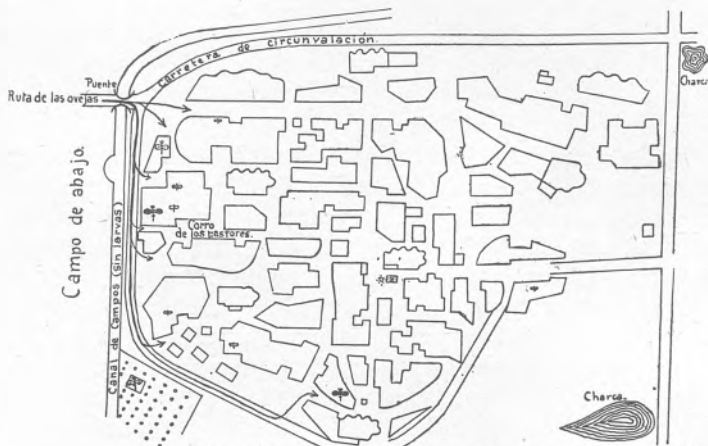 Carretera de circunvalación.
Puente
Ruta de las ovejas
Charca
Campo de abajo.
Canal de Campos (sin larvas)
Corro
de los pastores.
Charca.